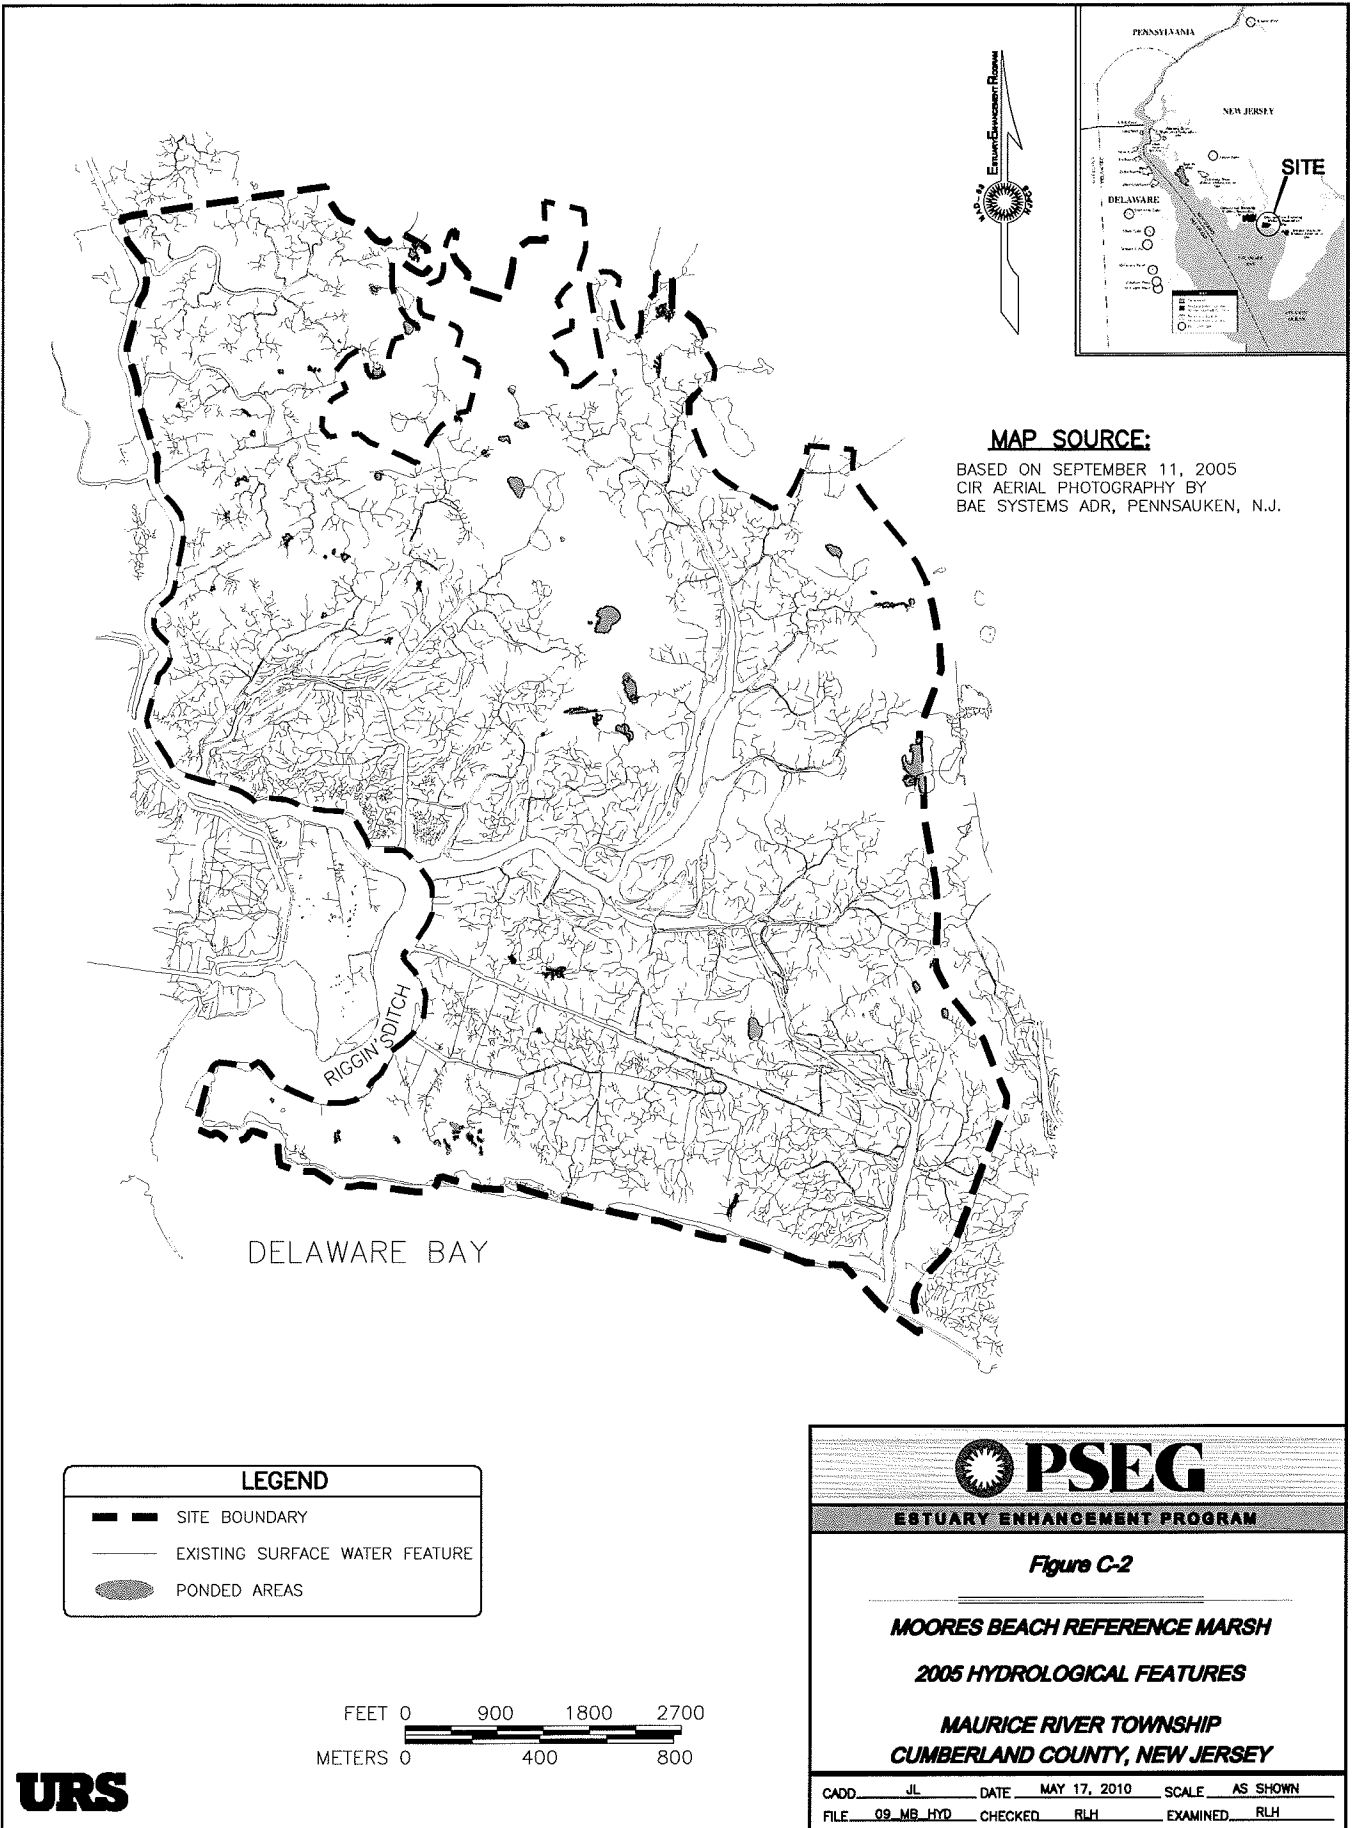 PENNSYLVANIA
NEW JERSEY
SITE
DELAWARE
ESTUARY ENHANCEMENT PROGRAM
NAD-83
MAP SOURCE:
BASED ON SEPTEMBER 11, 2005
CIR AERIAL PHOTOGRAPHY BY
BAE SYSTEMS ADR, PENNSAUKEN, N.J.
RIGGIN'S DITCH
DELAWARE BAY
LEGEND
SITE BOUNDARY
EXISTING SURFACE WATER FEATURE
PONDED AREAS
FEET 0 900 1800 2700
METERS 0 400 800
URS
PSEG
ESTUARY ENHANCEMENT PROGRAM
Figure C-2
MOORES BEACH REFERENCE MARSH
2005 HYDROLOGICAL FEATURES
MAURICE RIVER TOWNSHIP
CUMBERLAND COUNTY, NEW JERSEY
CADD JL DATE MAY 17, 2010 SCALE AS SHOWN
FILE 09_MB_HYD CHECKED RLH EXAMINED RLH